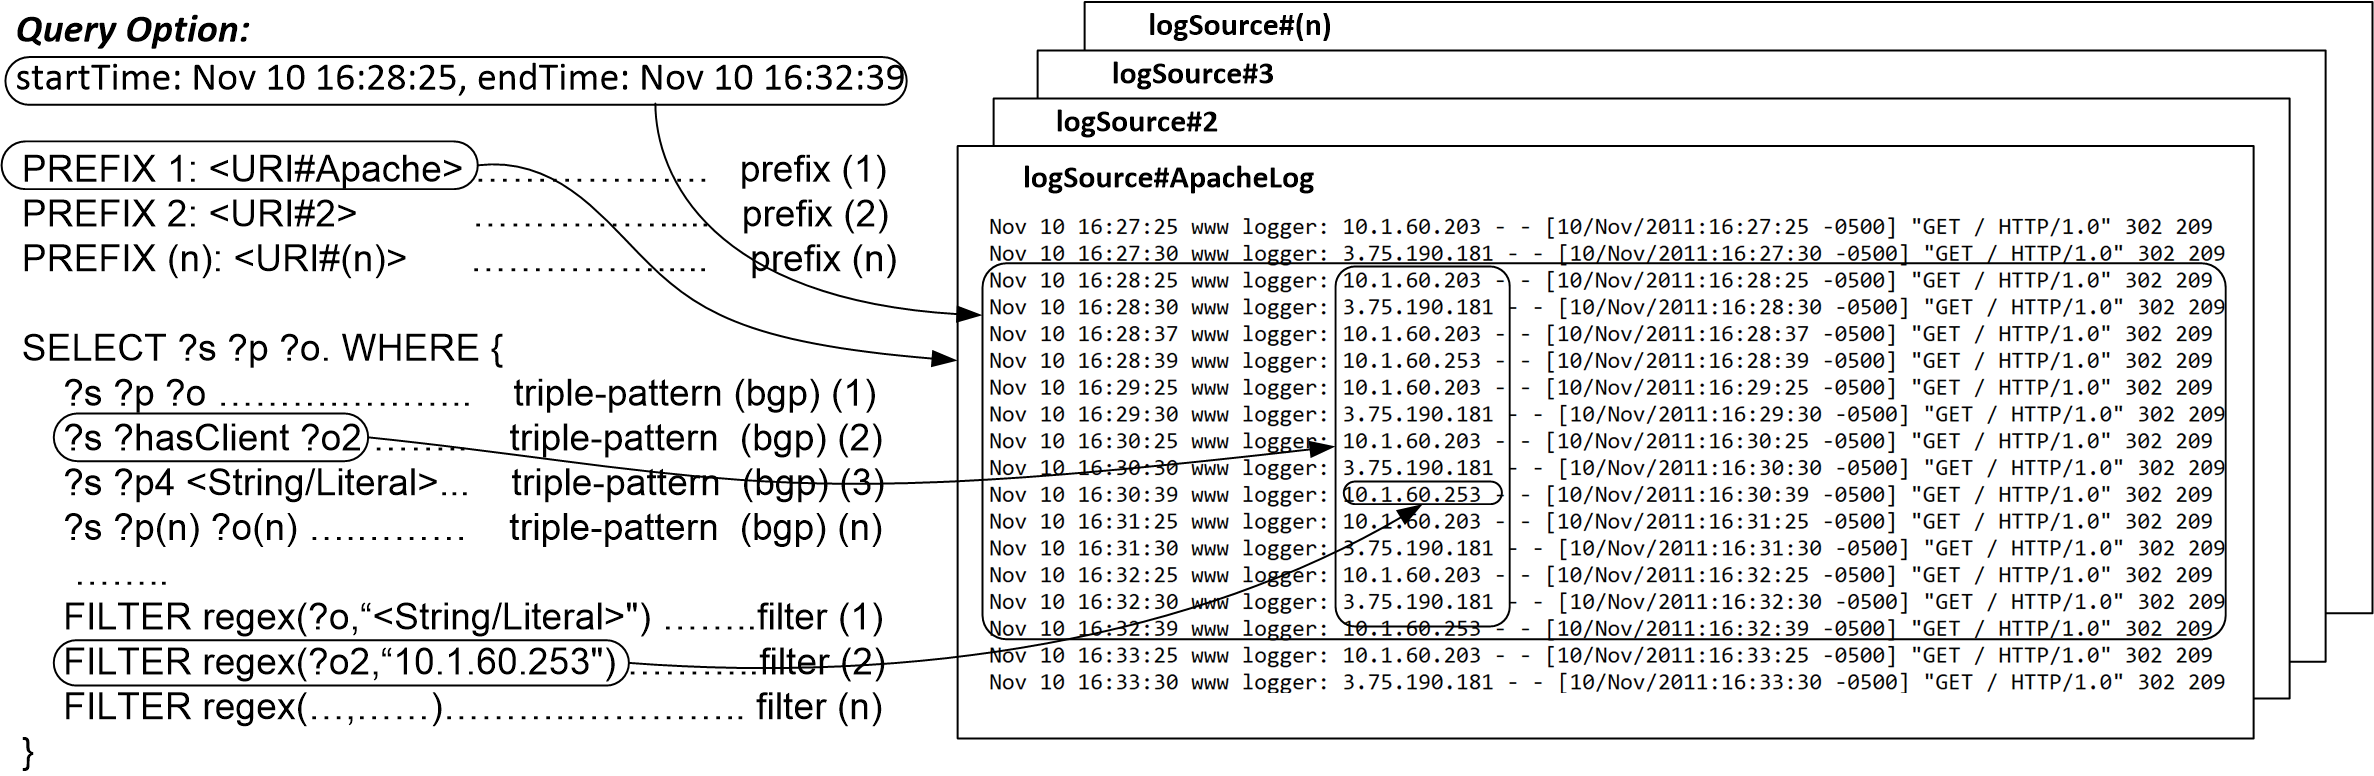 Query Option:
startTime: Nov 10 16:28:25, endTime: Nov 10 16:32:39
PREFIX 1: <URI#Apache> ……………… prefix (1)
PREFIX 2: <URI#2> ………………... prefix (2)
PREFIX (n): <URI#(n)> ………………... prefix (n)
SELECT ?s ?p ?o. WHERE {
?s ?p ?o ………………… triple-pattern (bgp) (1)
?s ?hasClient ?o2 ……... triple-pattern (bgp) (2)
?s ?p4 <String/Literal>... triple-pattern (bgp) (3)
?s ?p(n) ?o(n) …………. triple-pattern (bgp) (n)
……..
FILTER regex(?o,“<String/Literal>") ……..filter (1)
FILTER regex(?o2,“10.1.60.253") …………filter (2)
FILTER regex(…,……)……….………….. filter (n)
}
logSource#(n)
logSource#3
logSource#2
logSource#ApacheLog
Nov 10 16:27:25 www logger: 10.1.60.203 - - [10/Nov/2011:16:27:25 -0500] "GET / HTTP/1.0" 302 209
Nov 10 16:27:30 www logger: 3.75.190.181 - - [10/Nov/2011:16:27:30 -0500] "GET / HTTP/1.0" 302 209
Nov 10 16:28:25 www logger: 10.1.60.203 - - [10/Nov/2011:16:28:25 -0500] "GET / HTTP/1.0" 302 209
Nov 10 16:28:30 www logger: 3.75.190.181 - - [10/Nov/2011:16:28:30 -0500] "GET / HTTP/1.0" 302 209
Nov 10 16:28:37 www logger: 10.1.60.203 - - [10/Nov/2011:16:28:37 -0500] "GET / HTTP/1.0" 302 209
Nov 10 16:28:39 www logger: 10.1.60.253 - - [10/Nov/2011:16:28:39 -0500] "GET / HTTP/1.0" 302 209
Nov 10 16:29:25 www logger: 10.1.60.203 - - [10/Nov/2011:16:29:25 -0500] "GET / HTTP/1.0" 302 209
Nov 10 16:29:30 www logger: 3.75.190.181 - - [10/Nov/2011:16:29:30 -0500] "GET / HTTP/1.0" 302 209
Nov 10 16:30:25 www logger: 10.1.60.203 - - [10/Nov/2011:16:30:25 -0500] "GET / HTTP/1.0" 302 209
Nov 10 16:30:30 www logger: 3.75.190.181 - - [10/Nov/2011:16:30:30 -0500] "GET / HTTP/1.0" 302 209
Nov 10 16:30:39 www logger: 10.1.60.253 - - [10/Nov/2011:16:30:39 -0500] "GET / HTTP/1.0" 302 209
Nov 10 16:31:25 www logger: 10.1.60.203 - - [10/Nov/2011:16:31:25 -0500] "GET / HTTP/1.0" 302 209
Nov 10 16:31:30 www logger: 3.75.190.181 - - [10/Nov/2011:16:31:30 -0500] "GET / HTTP/1.0" 302 209
Nov 10 16:32:25 www logger: 10.1.60.203 - - [10/Nov/2011:16:32:25 -0500] "GET / HTTP/1.0" 302 209
Nov 10 16:32:30 www logger: 3.75.190.181 - - [10/Nov/2011:16:32:30 -0500] "GET / HTTP/1.0" 302 209
Nov 10 16:32:39 www logger: 10.1.60.253 - - [10/Nov/2011:16:32:39 -0500] "GET / HTTP/1.0" 302 209
Nov 10 16:33:25 www logger: 10.1.60.203 - - [10/Nov/2011:16:33:25 -0500] "GET / HTTP/1.0" 302 209
Nov 10 16:33:30 www logger: 3.75.190.181 - - [10/Nov/2011:16:33:30 -0500] "GET / HTTP/1.0" 302 209